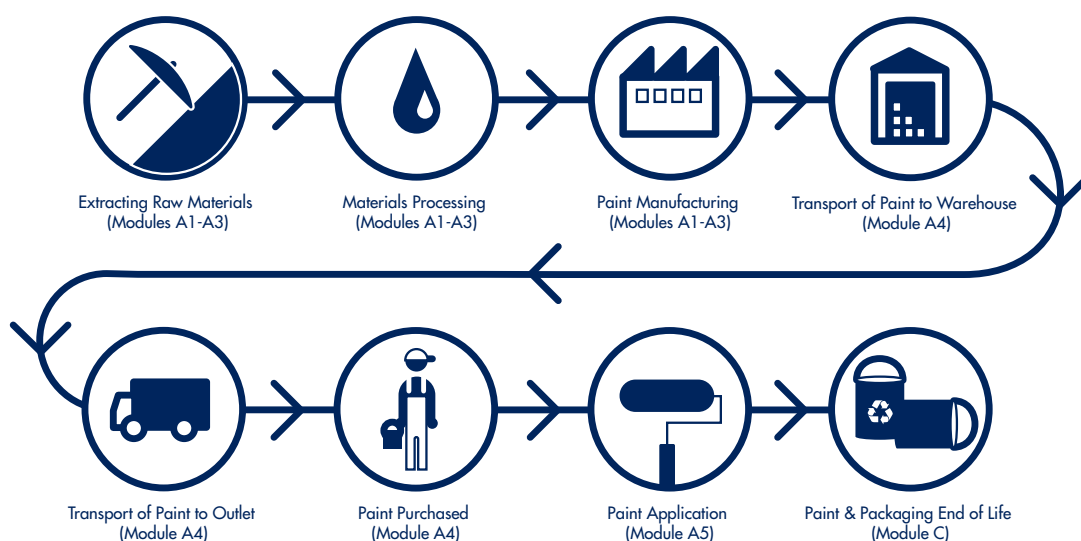 Extracting Raw Materials
(Modules A1-A3)
Materials Processing
(Modules A1-A3)
Paint Manufacturing
(Modules A1-A3)
Transport of Paint to Warehouse
(Module A4)
Transport of Paint to Outlet
(Module A4)
Paint Purchased
(Module A4)
Paint Application
(Module A5)
Paint & Packaging End of Life
(Module C)